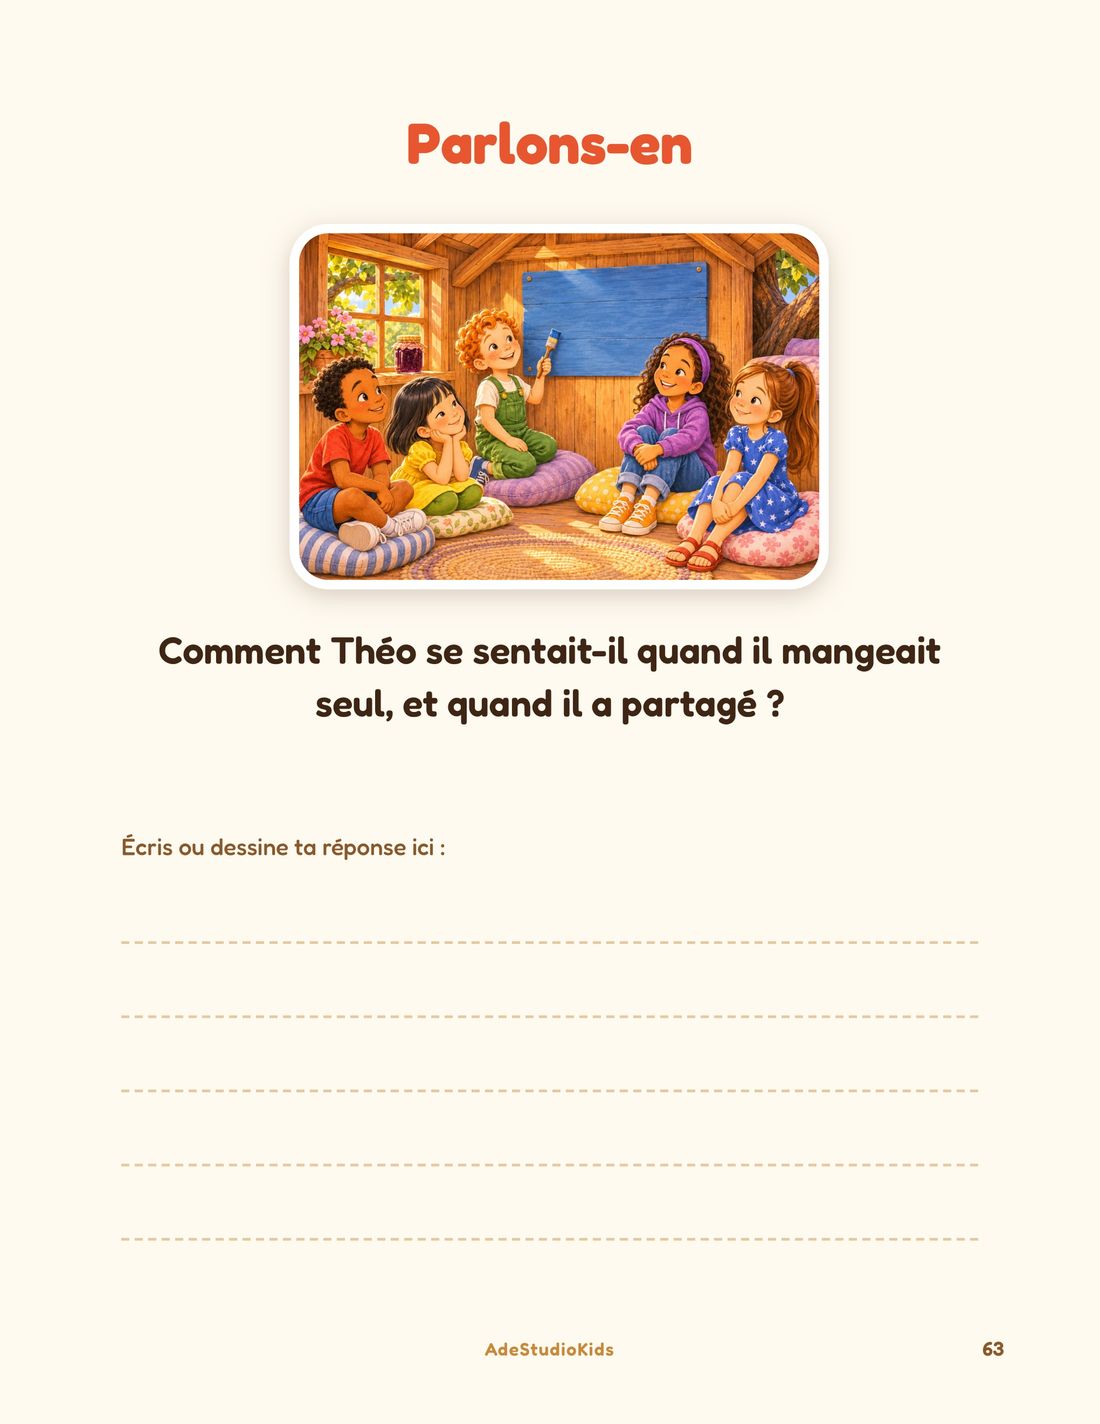 Parlons-en
Comment Théo se sentait-il quand il mangeait
seul, et quand il a partagé ?
Écris ou dessine ta réponse ici :
AdeStudioKids
63